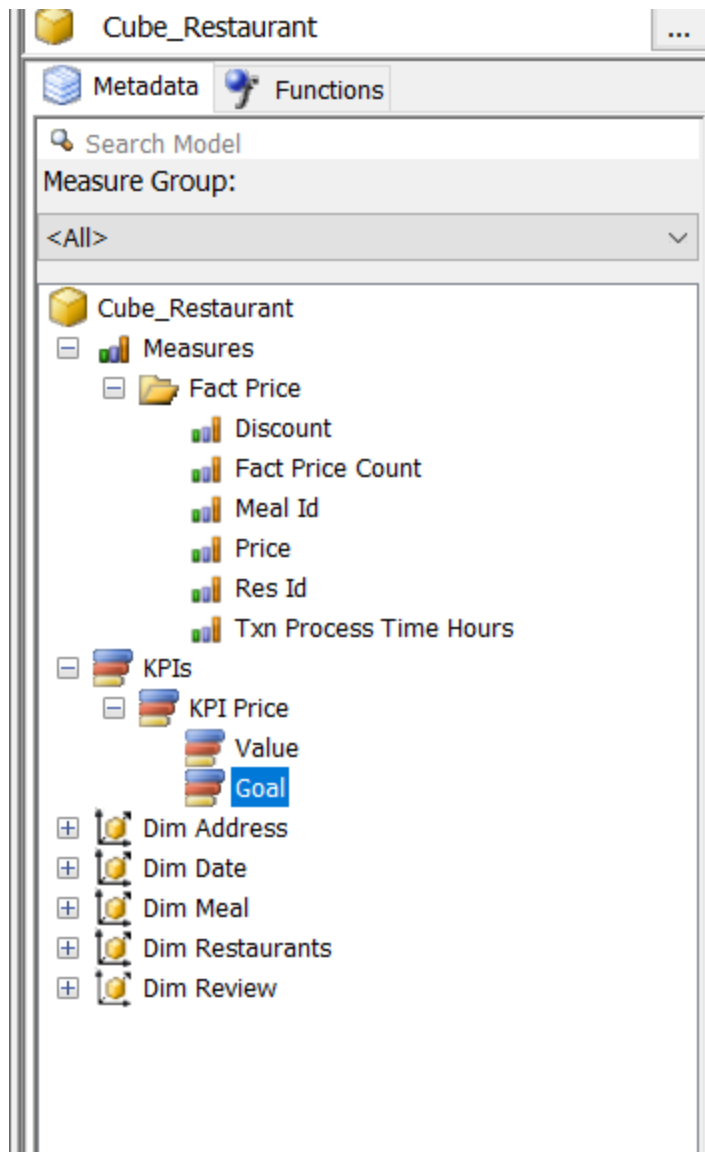 Cube_Restaurant
...
Metadata
Functions
Search Model
Measure Group:
<All>
Cube_Restaurant
Measures
Fact Price
Discount
Fact Price Count
Meal Id
Price
Res Id
Txn Process Time Hours
KPIs
KPI Price
Value
Goal
Dim Address
Dim Date
Dim Meal
Dim Restaurants
Dim Review